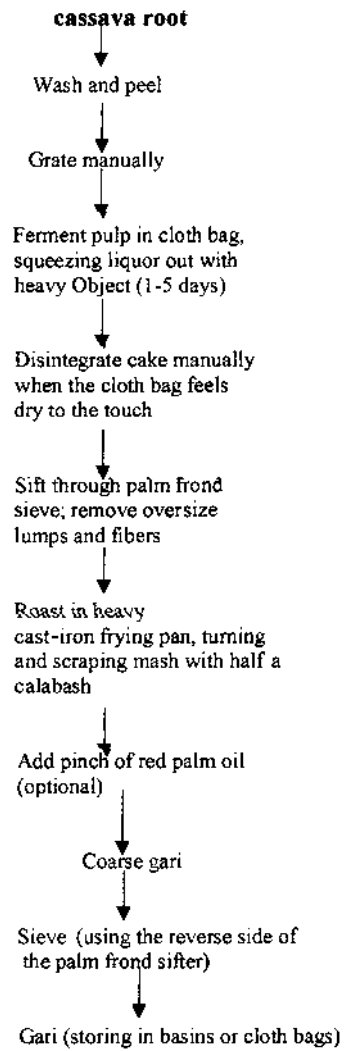 cassava root
Wash and peel
Grate manually
Ferment pulp in cloth bag,
squeezing liquor out with
heavy Object (1-5 days)
Disintegrate cake manually
when the cloth bag feels
dry to the touch
Sift through palm frond
sieve; remove oversize
lumps and fibers
Roast in heavy
cast-iron frying pan, turning
and scraping mash with half a
calabash
Add pinch of red palm oil
(optional)
Coarse gari
Sieve (using the reverse side of
the palm frond sifter)
Gari (storing in basins or cloth bags)